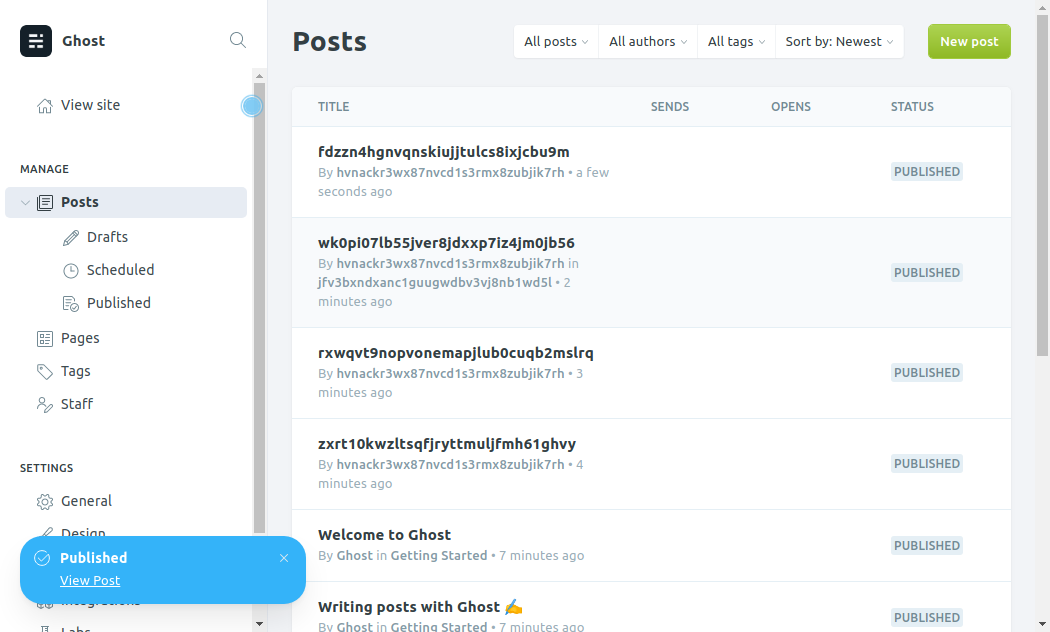 Ghost
View site
MANAGE
Posts
Drafts
Scheduled
Published
Pages
Tags
Staff
SETTINGS
General
Design
Integrations
Labs
Published
View Post
Posts
All posts
All authors
All tags
Sort by: Newest
New post
TITLE SENDS OPENS STATUS
fdzzn4hgnvqnskiujjtulcs8ixjcbu9m
By hvnackr3wx87nvcd1s3rmx8zubjik7rh • a few
seconds ago
PUBLISHED
wk0pi07lb55jver8jdxxp7iz4jm0jb56
By hvnackr3wx87nvcd1s3rmx8zubjik7rh in
jfv3bxndxanc1guugwdbv3vj8nb1wd5l • 2
minutes ago
PUBLISHED
rxwqvt9nopvonemapjlub0cuqb2mslrq
By hvnackr3wx87nvcd1s3rmx8zubjik7rh • 3
minutes ago
PUBLISHED
zxrt10kwzltsqfjryttmuljfmh61ghvy
By hvnackr3wx87nvcd1s3rmx8zubjik7rh • 4
minutes ago
PUBLISHED
Welcome to Ghost
By Ghost in Getting Started • 7 minutes ago
PUBLISHED
Writing posts with Ghost ✍️
By Ghost in Getting Started • 7 minutes ago
PUBLISHED